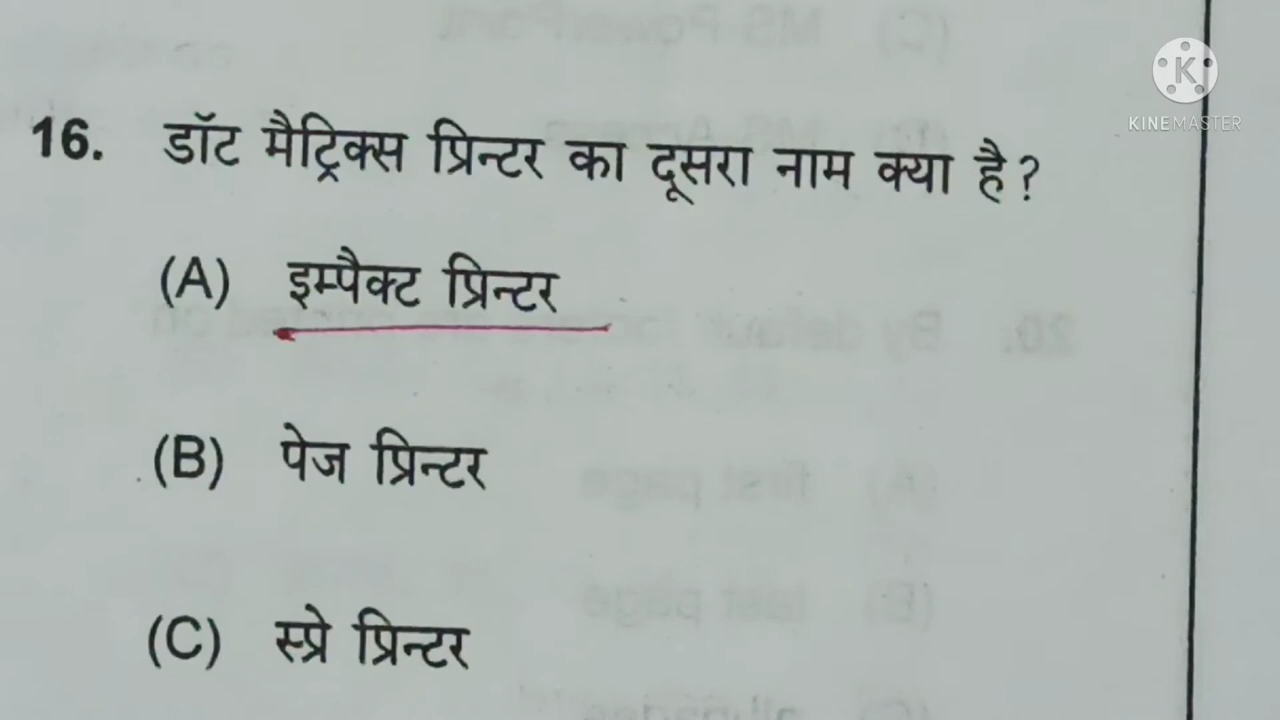 KINEMASTER
16. डॉट मैट्रिक्स प्रिन्टर का दूसरा नाम क्या है?
(A) इम्पैक्ट प्रिन्टर
(B) पेज प्रिन्टर
(C) स्प्रे प्रिन्टर